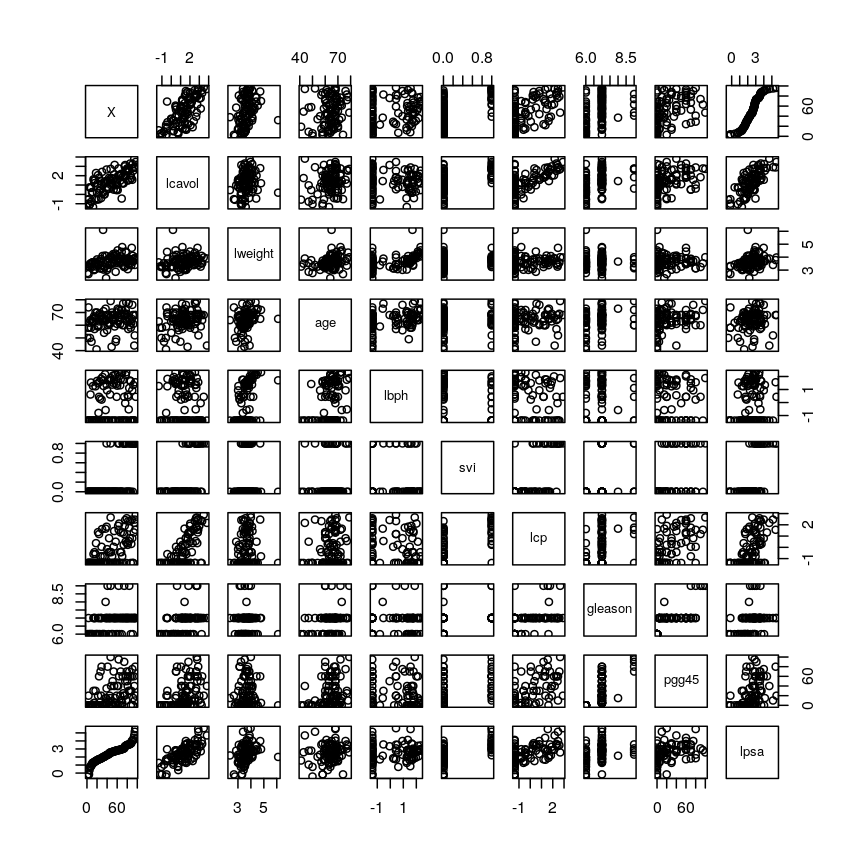 -1 2 40 70 0.0 0.8 6.0 8.5 0 3
X 0 60
-1 2 lcavol
lweight 3 5
40 70 age
lbph -1 1
0.0 0.8 svi
lcp -1 2
6.0 8.5 gleason
pgg45 0 60
0 3 lpsa
0 60 3 5 -1 1 -1 2 0 60